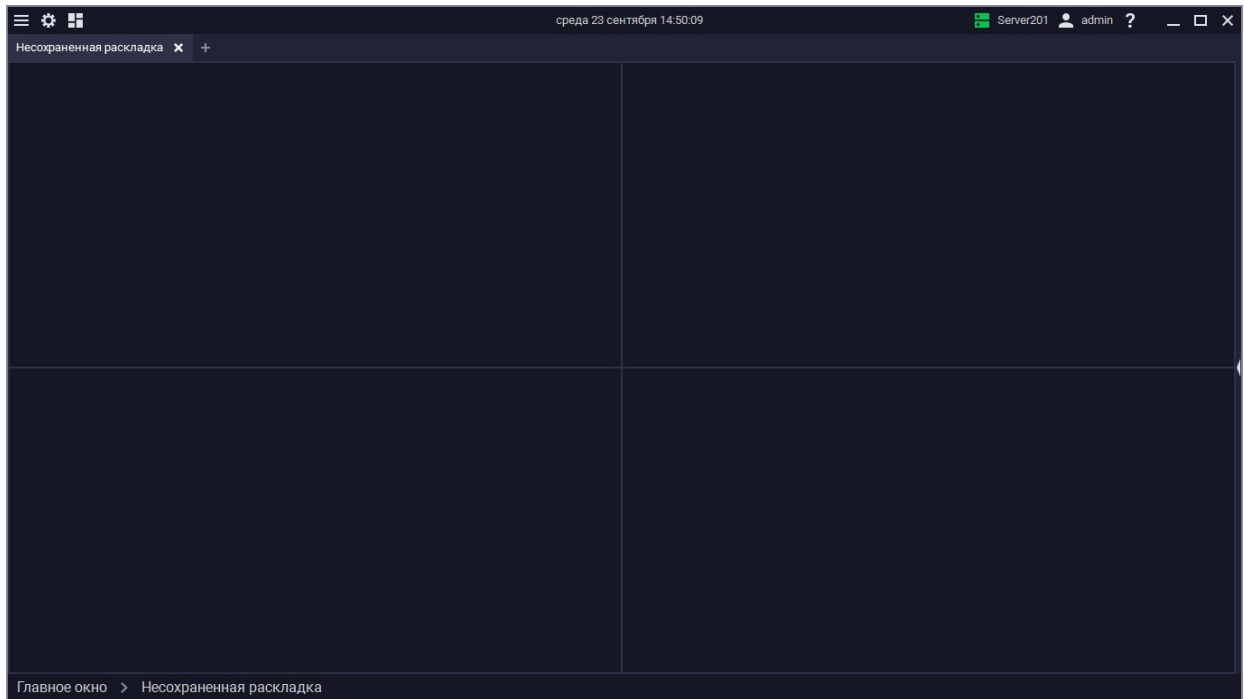 среда 23 сентября 14:50:09 Server201 admin ?
Несохраненная раскладка × +
Главное окно > Несохраненная раскладка